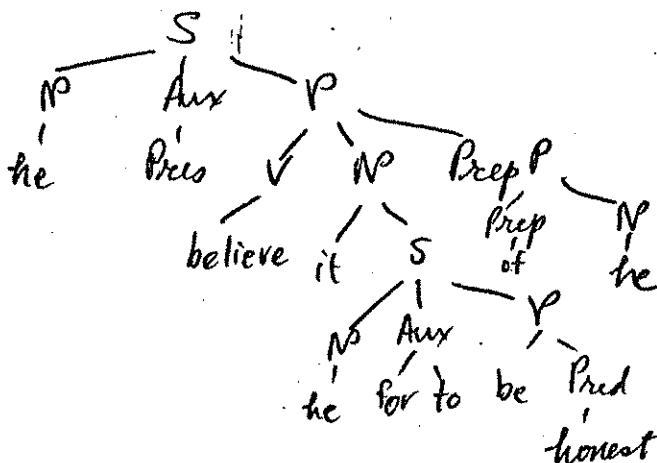 S
NP Aux VP
he Pres V NP Prep P
believe it S Prep NP
of he
NP Aux VP
he for to be Pred
honest